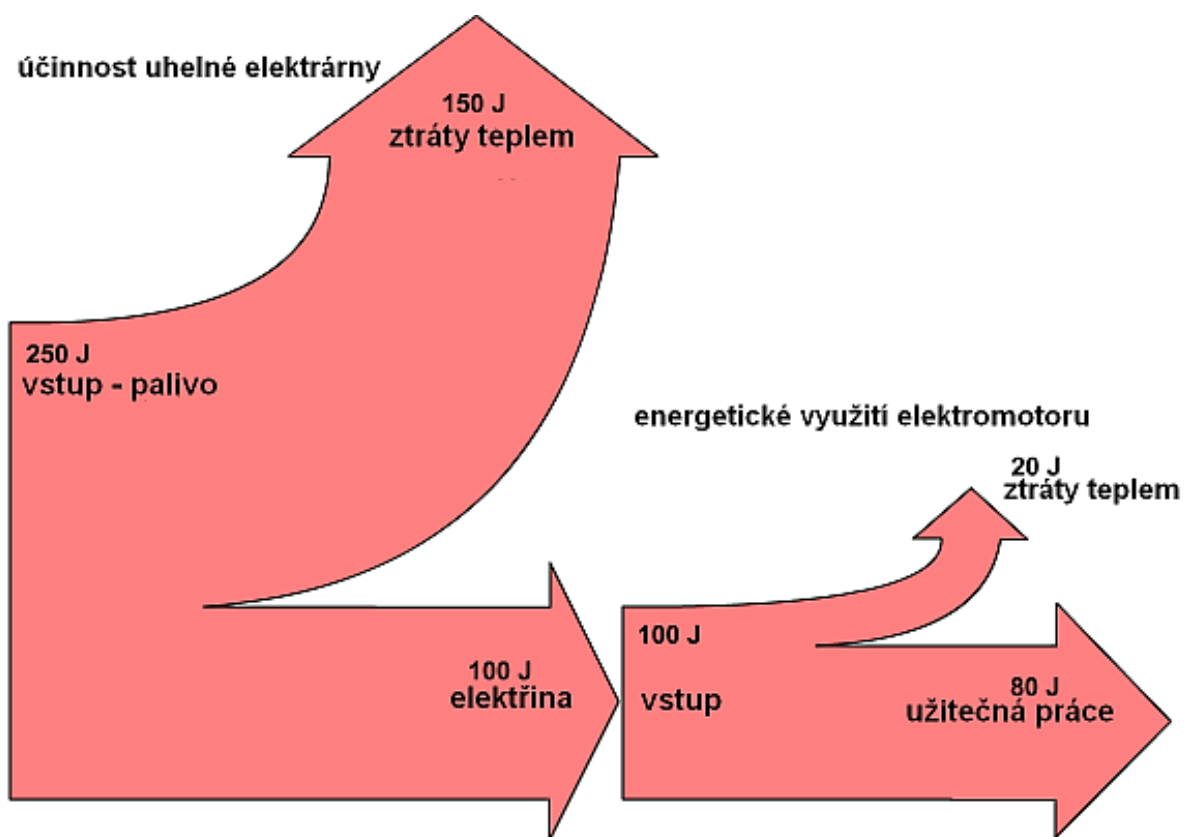 účinnost uhelné elektrárny
150 J
ztráty teplem
250 J
vstup - palivo
energetické využití elektromotoru
20 J
ztráty teplem
100 J
elektřina
100 J
vstup
80 J
užitečná práce